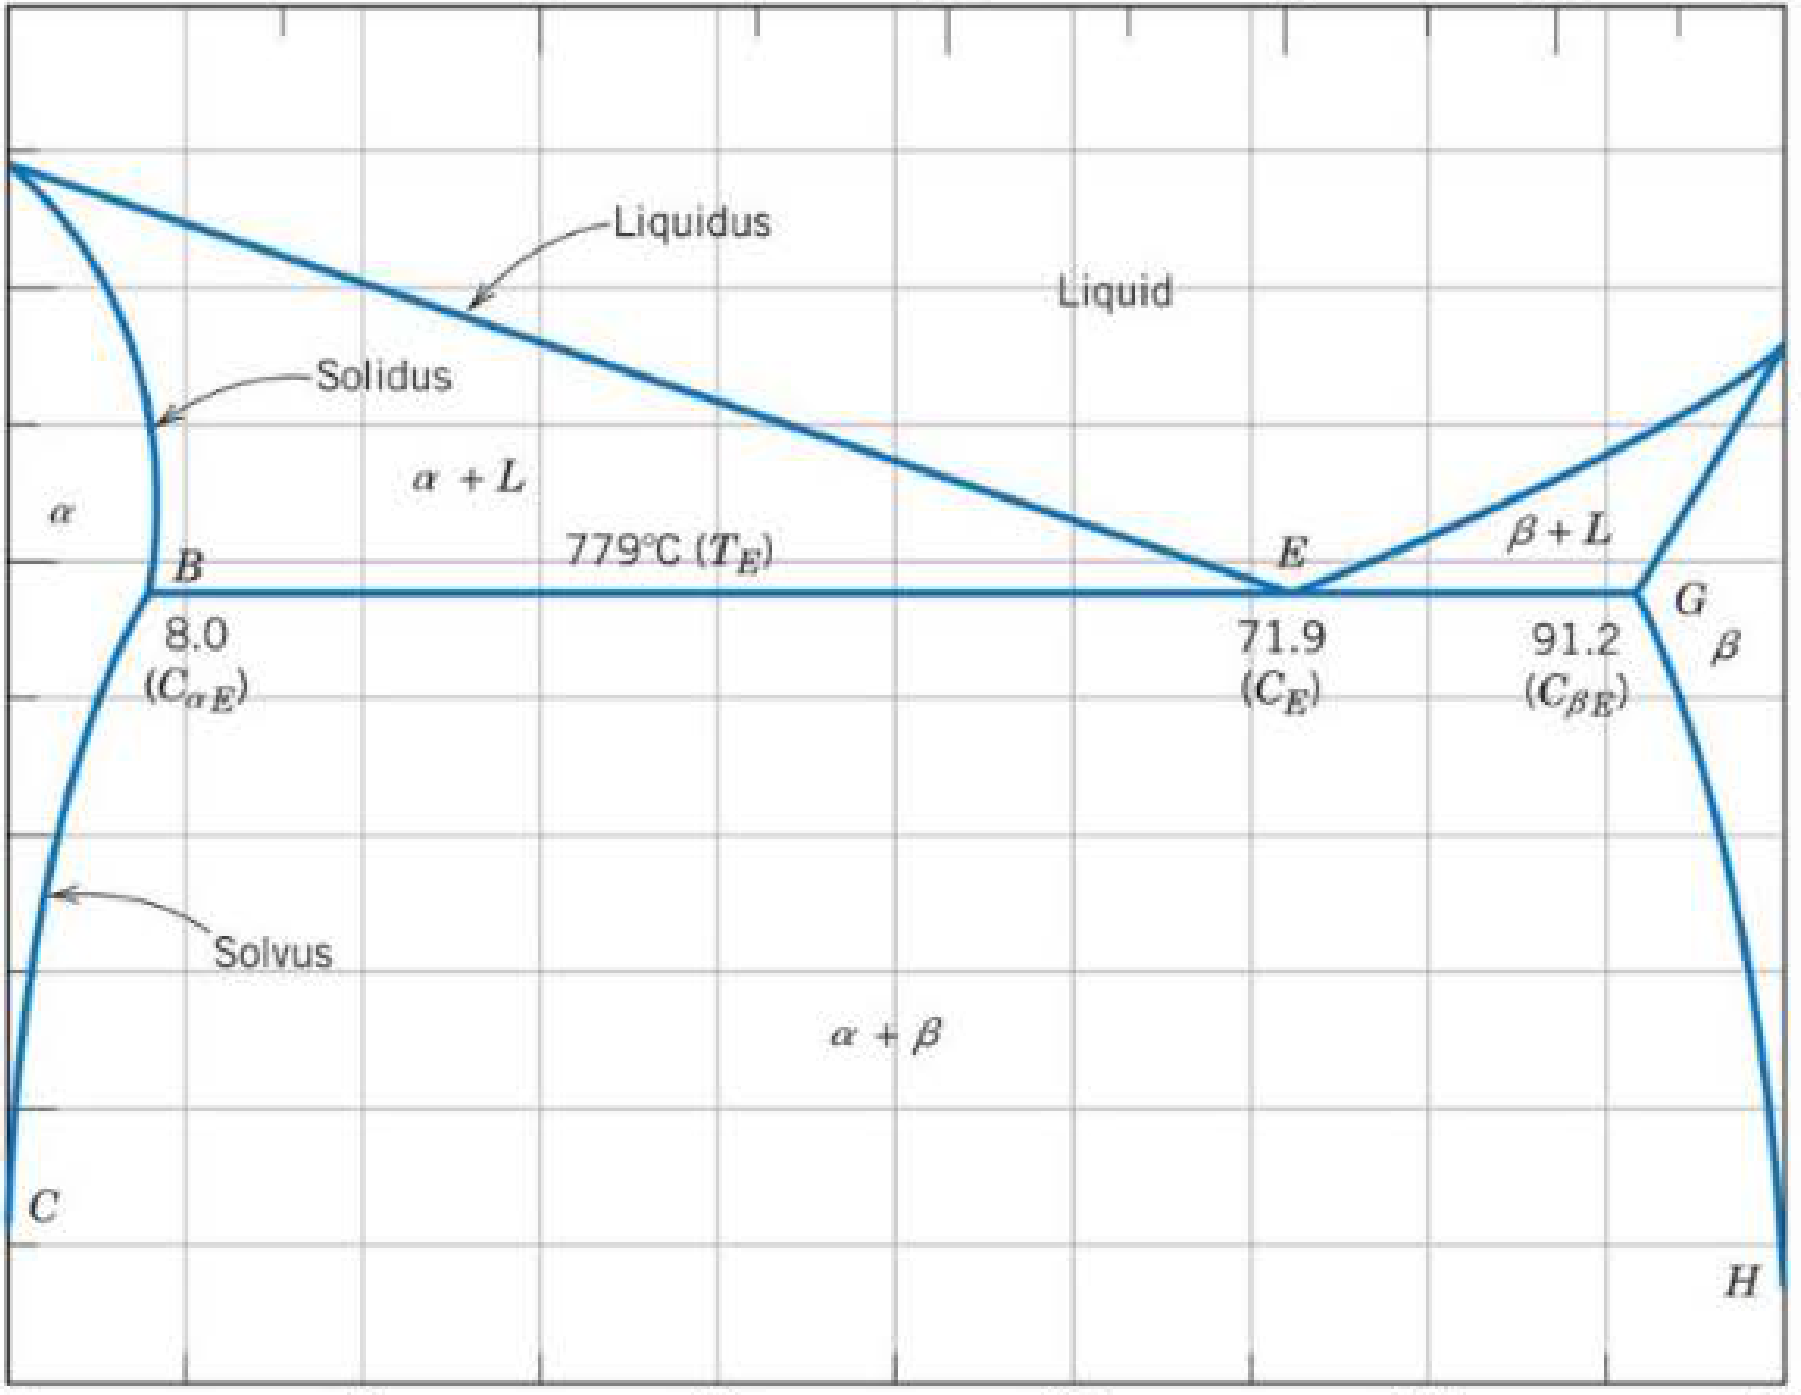 Liquidus
Liquid
Solidus
α + L
α
β + L
779°C (T_E)
E
B
G
8.0
(C_αE)
71.9
(C_E)
91.2
(C_βE)
β
Solvus
α + β
C
H